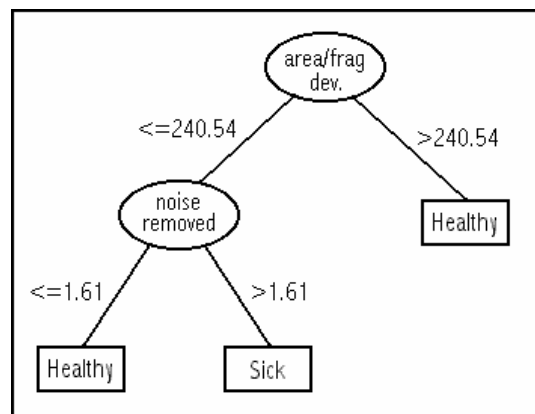 area/frag
dev.
<=240.54
>240.54
noise
removed
Healthy
<=1.61
>1.61
Healthy
Sick